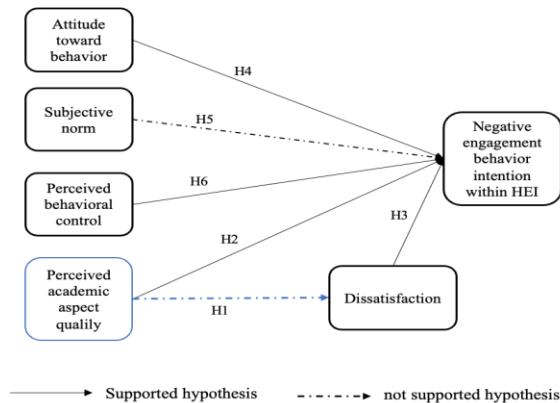 Attitude
toward
behavior
H4
Subjective
norm
H5
Negative
engagement
behavior
intention
within HEI
Perceived
behavioral
control
H6
H2
H3
Perceived
academic
aspect
qualily
H1
Dissatisfaction
Supported hypothesis
not supported hypothesis